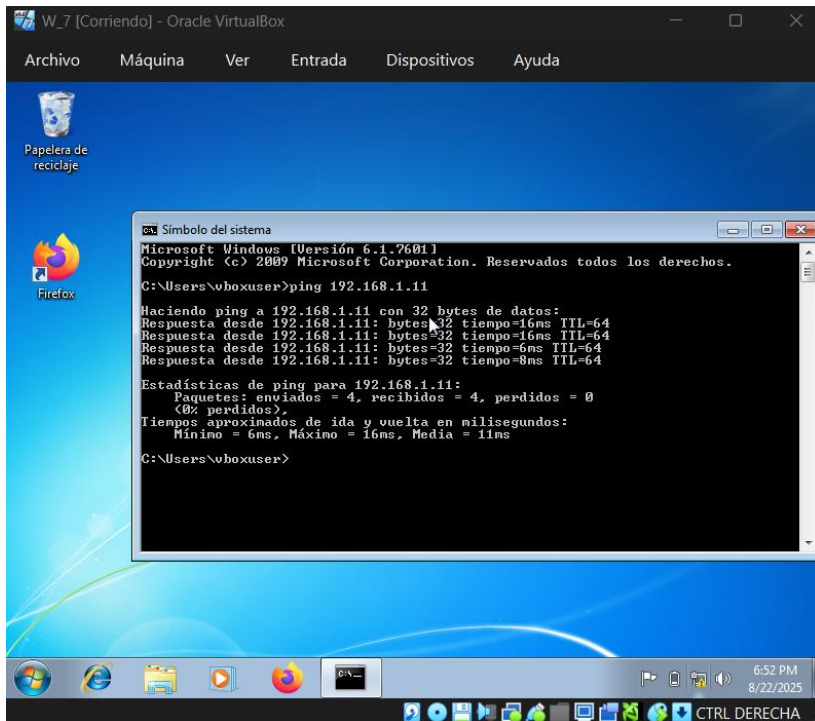 W_7 [Corriendo] - Oracle VirtualBox
Archivo Máquina Ver Entrada Dispositivos Ayuda
Papelera de
reciclaje
Firefox
Símbolo del sistema
Microsoft Windows [Versión 6.1.7601]
Copyright (c) 2009 Microsoft Corporation. Reservados todos los derechos.
C:\Users\vboxuser>ping 192.168.1.11
Haciendo ping a 192.168.1.11 con 32 bytes de datos:
Respuesta desde 192.168.1.11: bytes=32 tiempo=16ms TTL=64
Respuesta desde 192.168.1.11: bytes=32 tiempo=16ms TTL=64
Respuesta desde 192.168.1.11: bytes=32 tiempo=6ms TTL=64
Respuesta desde 192.168.1.11: bytes=32 tiempo=8ms TTL=64
Estadísticas de ping para 192.168.1.11:
Paquetes: enviados = 4, recibidos = 4, perdidos = 0
(0% perdidos),
Tiempos aproximados de ida y vuelta en milisegundos:
Mínimo = 6ms, Máximo = 16ms, Media = 11ms
C:\Users\vboxuser>
6:52 PM
8/22/2025
CTRL DERECHA